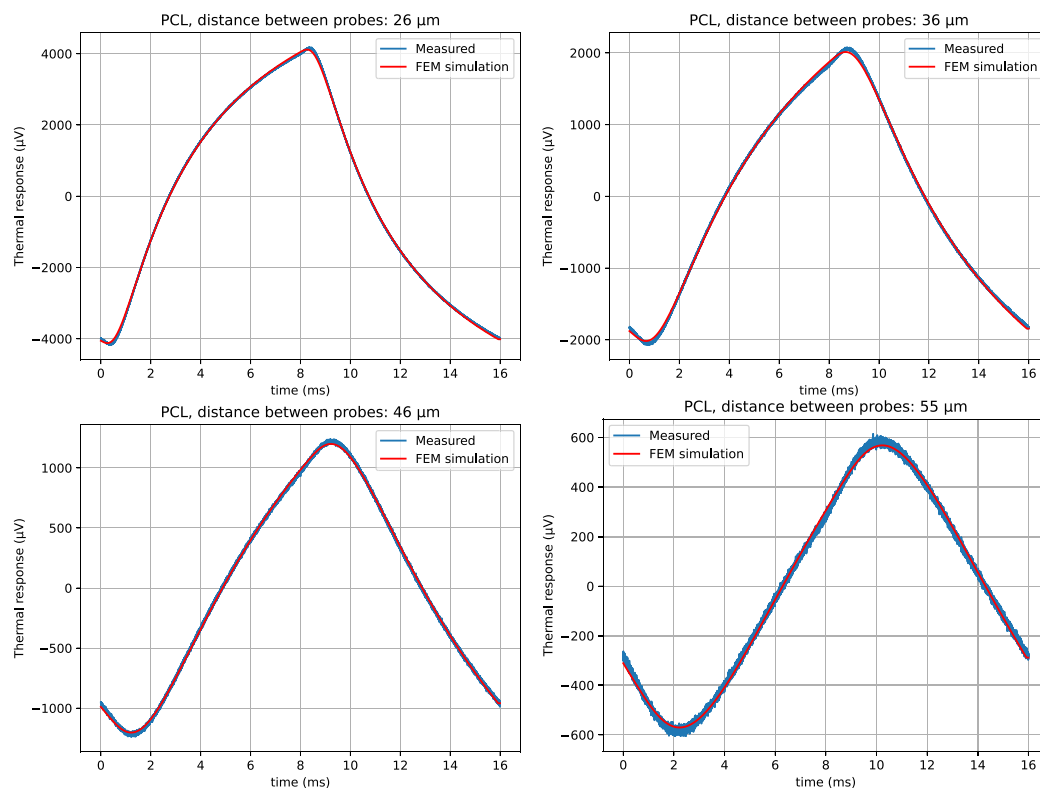 PCL, distance between probes: 26 µm
4000
2000
0
−2000
−4000
Thermal response (µV)
Measured
FEM simulation
0 2 4 6 8 10 12 14 16
time (ms)
PCL, distance between probes: 36 µm
2000
1000
0
−1000
−2000
Thermal response (µV)
Measured
FEM simulation
0 2 4 6 8 10 12 14 16
time (ms)
PCL, distance between probes: 46 µm
1000
500
0
−500
−1000
Thermal response (µV)
Measured
FEM simulation
0 2 4 6 8 10 12 14 16
time (ms)
PCL, distance between probes: 55 µm
600
400
200
0
−200
−400
−600
Thermal response (µV)
Measured
FEM simulation
0 2 4 6 8 10 12 14 16
time (ms)